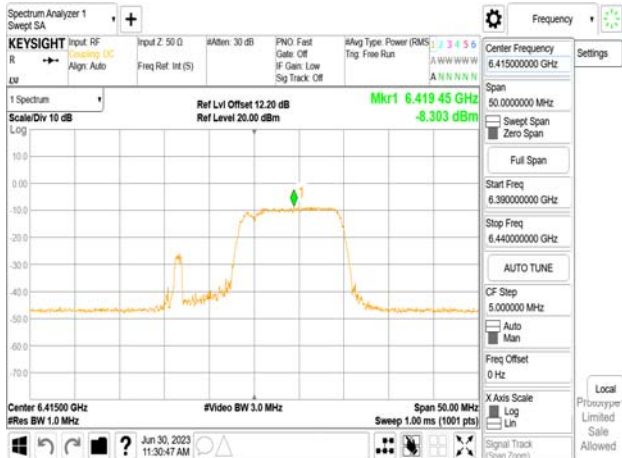 Spectrum Analyzer 1
Swept SA
+
Frequency
KEYSIGHT
R
Input: RF
Coupling: DC
Align: Auto
Input Z: 50 Ω
Freq Ref: Int (S)
#Atten: 30 dB
PNO: Fast
Gate: Off
IF Gain: Low
Sig Track: Off
#Avg Type: Power (RMS
Trig: Free Run
1 2 3 4 5 6
A W W W W W
A N N N N N
1 Spectrum
Scale/Div 10 dB
Ref Lvl Offset 12.20 dB
Ref Level 20.00 dBm
Mkr1 6.419 45 GHz
-8.303 dBm
Log
10.0
0.00
-10.0
-20.0
-30.0
-40.0
-50.0
-60.0
-70.0
1
Center 6.41500 GHz
#Res BW 1.0 MHz
#Video BW 3.0 MHz
Span 50.00 MHz
Sweep 1.00 ms (1001 pts)
Jun 30, 2023
11:30:47 AM
Center Frequency
6.415000000 GHz
Settings
Span
50.0000000 MHz
Swept Span
Zero Span
Full Span
Start Freq
6.390000000 GHz
Stop Freq
6.440000000 GHz
AUTO TUNE
CF Step
5.000000 MHz
Auto
Man
Freq Offset
0 Hz
X Axis Scale
Log
Lin
Signal Track
(Span Zoom)
Local
Prototype
Limited
Sale
Allowed